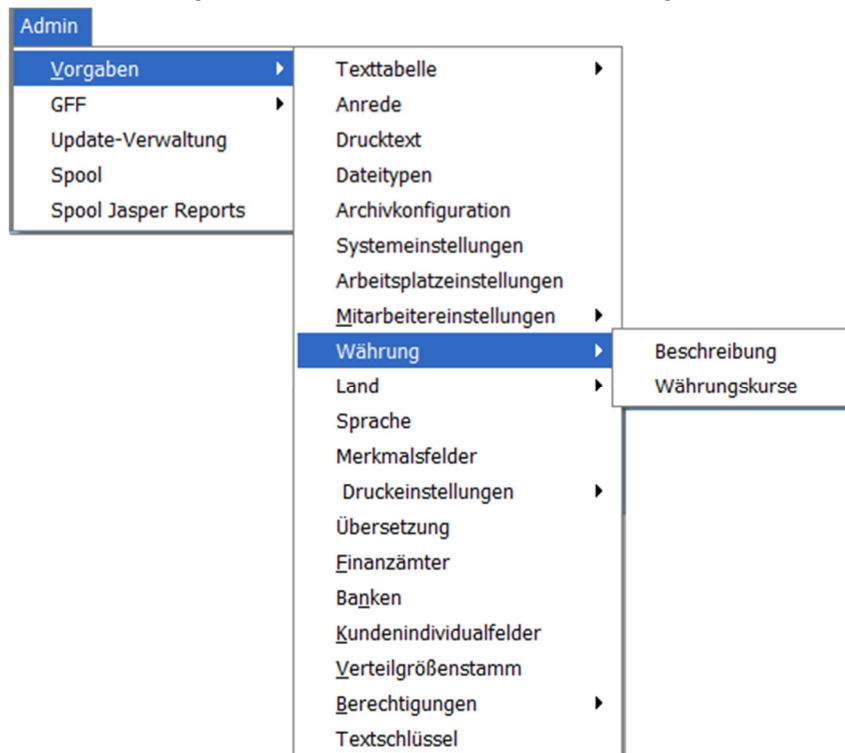 Admin
Vorgaben
GFF
Update-Verwaltung
Spool
Spool Jasper Reports
Texttabelle
Anrede
Drucktext
Dateitypen
Archivkonfiguration
Systemeinstellungen
Arbeitsplatzeinstellungen
Mitarbeitereinstellungen
Währung
Land
Sprache
Merkmalsfelder
Druckeinstellungen
Übersetzung
Finanzämter
Banken
Kundenindividualfelder
Verteilgrößenstamm
Berechtigungen
Textschlüssel
Beschreibung
Währungskurse